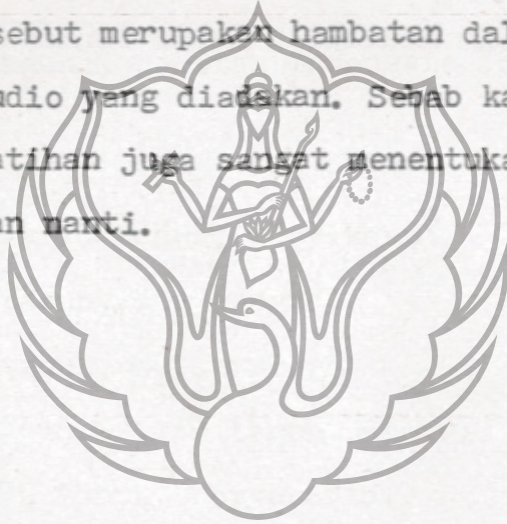 sebut merupakan hambatan dal
udio yang diadakan. Sebab ka
atihan juga sangat menentuka
an nanti.